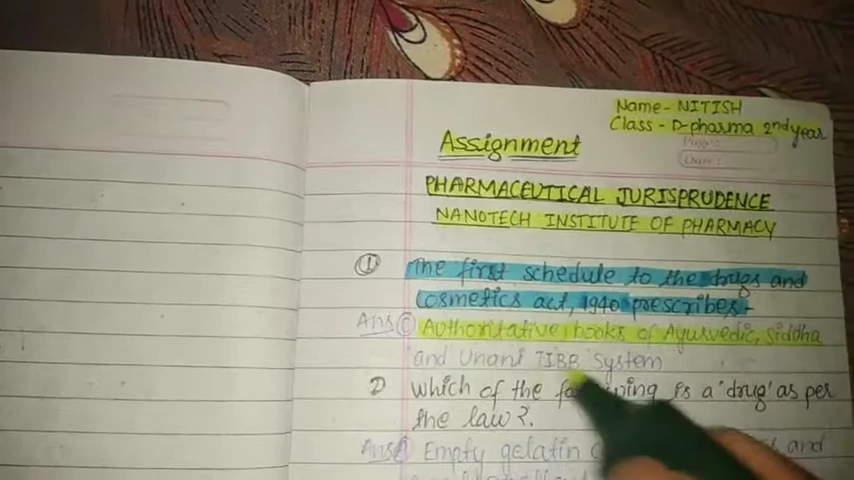 Name- NITISH
Class - D-pharma 2nd year
Assignment
PHARMACEUTICAL JURISPRUDENCE
NANOTECH INSTITUTE OF PHARMACY
① The first schedule to the drugs and
cosmetics act, 1940 prescribes-
Ans Ⓒ Authoritative books of Ayurvedic, siddha
and Unani TIBB System
2) which of the is a 'drug' as per
the law?.
Ans A Empty gelatin and